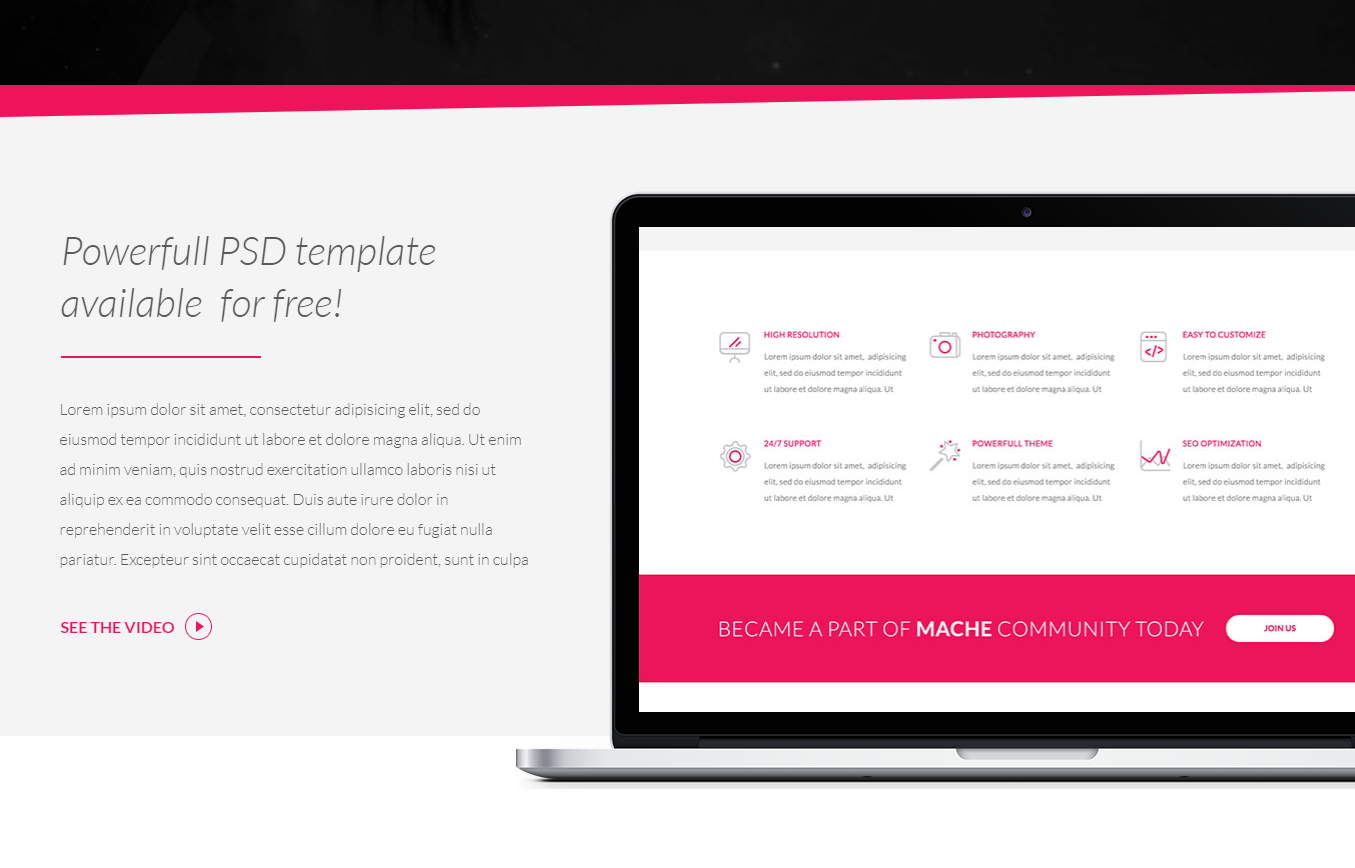 Powerfull PSD template
available for free!
Lorem ipsum dolor sit amet, consectetur adipisicing elit, sed do
eiusmod tempor incididunt ut labore et dolore magna aliqua. Ut enim
ad minim veniam, quis nostrud exercitation ullamco laboris nisi ut
aliquip ex ea commodo consequat. Duis aute irure dolor in
reprehenderit in voluptate velit esse cillum dolore eu fugiat nulla
pariatur. Excepteur sint occaecat cupidatat non proident, sunt in culpa
SEE THE VIDEO
HIGH RESOLUTION
Lorem ipsum dolor sit amet, adipisicing
elit, sed do eiusmod tempor incididunt
ut labore et dolore magna aliqua. Ut
PHOTOGRAPHY
Lorem ipsum dolor sit amet, adipisicing
elit, sed do eiusmod tempor incididunt
ut labore et dolore magna aliqua. Ut
EASY TO CUSTOMIZE
Lorem ipsum dolor sit amet, adipisicing
elit, sed do eiusmod tempor incididunt
ut labore et dolore magna aliqua. Ut
24/7 SUPPORT
Lorem ipsum dolor sit amet, adipisicing
elit, sed do eiusmod tempor incididunt
ut labore et dolore magna aliqua. Ut
POWERFULL THEME
Lorem ipsum dolor sit amet, adipisicing
elit, sed do eiusmod tempor incididunt
ut labore et dolore magna aliqua. Ut
SEO OPTIMIZATION
Lorem ipsum dolor sit amet, adipisicing
elit, sed do eiusmod tempor incididunt
ut labore et dolore magna aliqua. Ut
BECAME A PART OF MACHE COMMUNITY TODAY
JOIN US